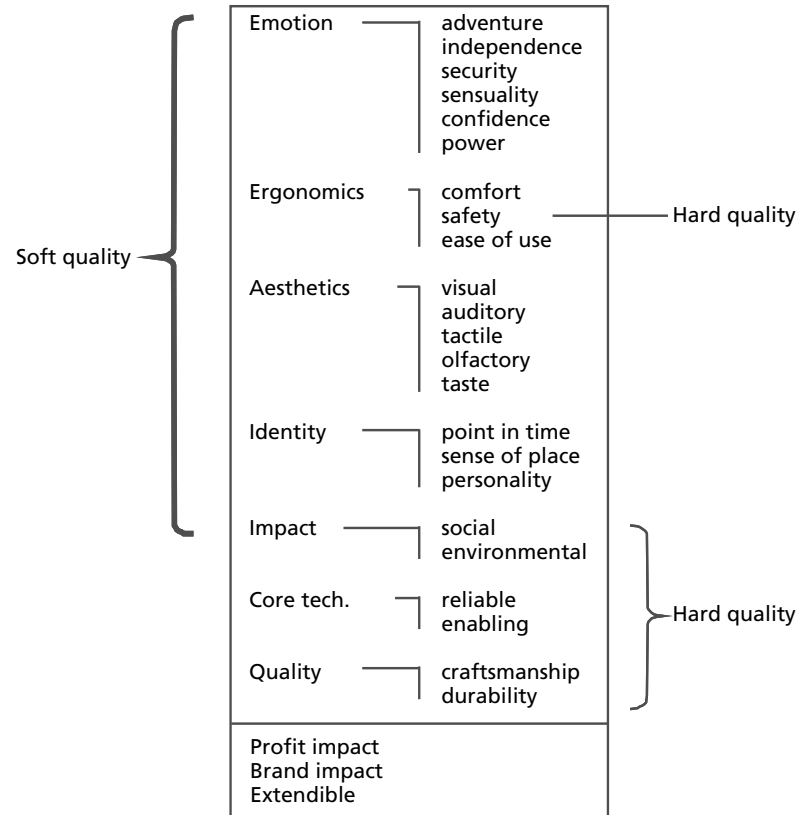 Emotion adventure
independence
security
sensuality
confidence
power
Ergonomics comfort
safety Hard quality
ease of use
Soft quality
Aesthetics visual
auditory
tactile
olfactory
taste
Identity point in time
sense of place
personality
Impact social
environmental
Core tech. reliable
enabling
Hard quality
Quality craftsmanship
durability
Profit impact
Brand impact
Extendible